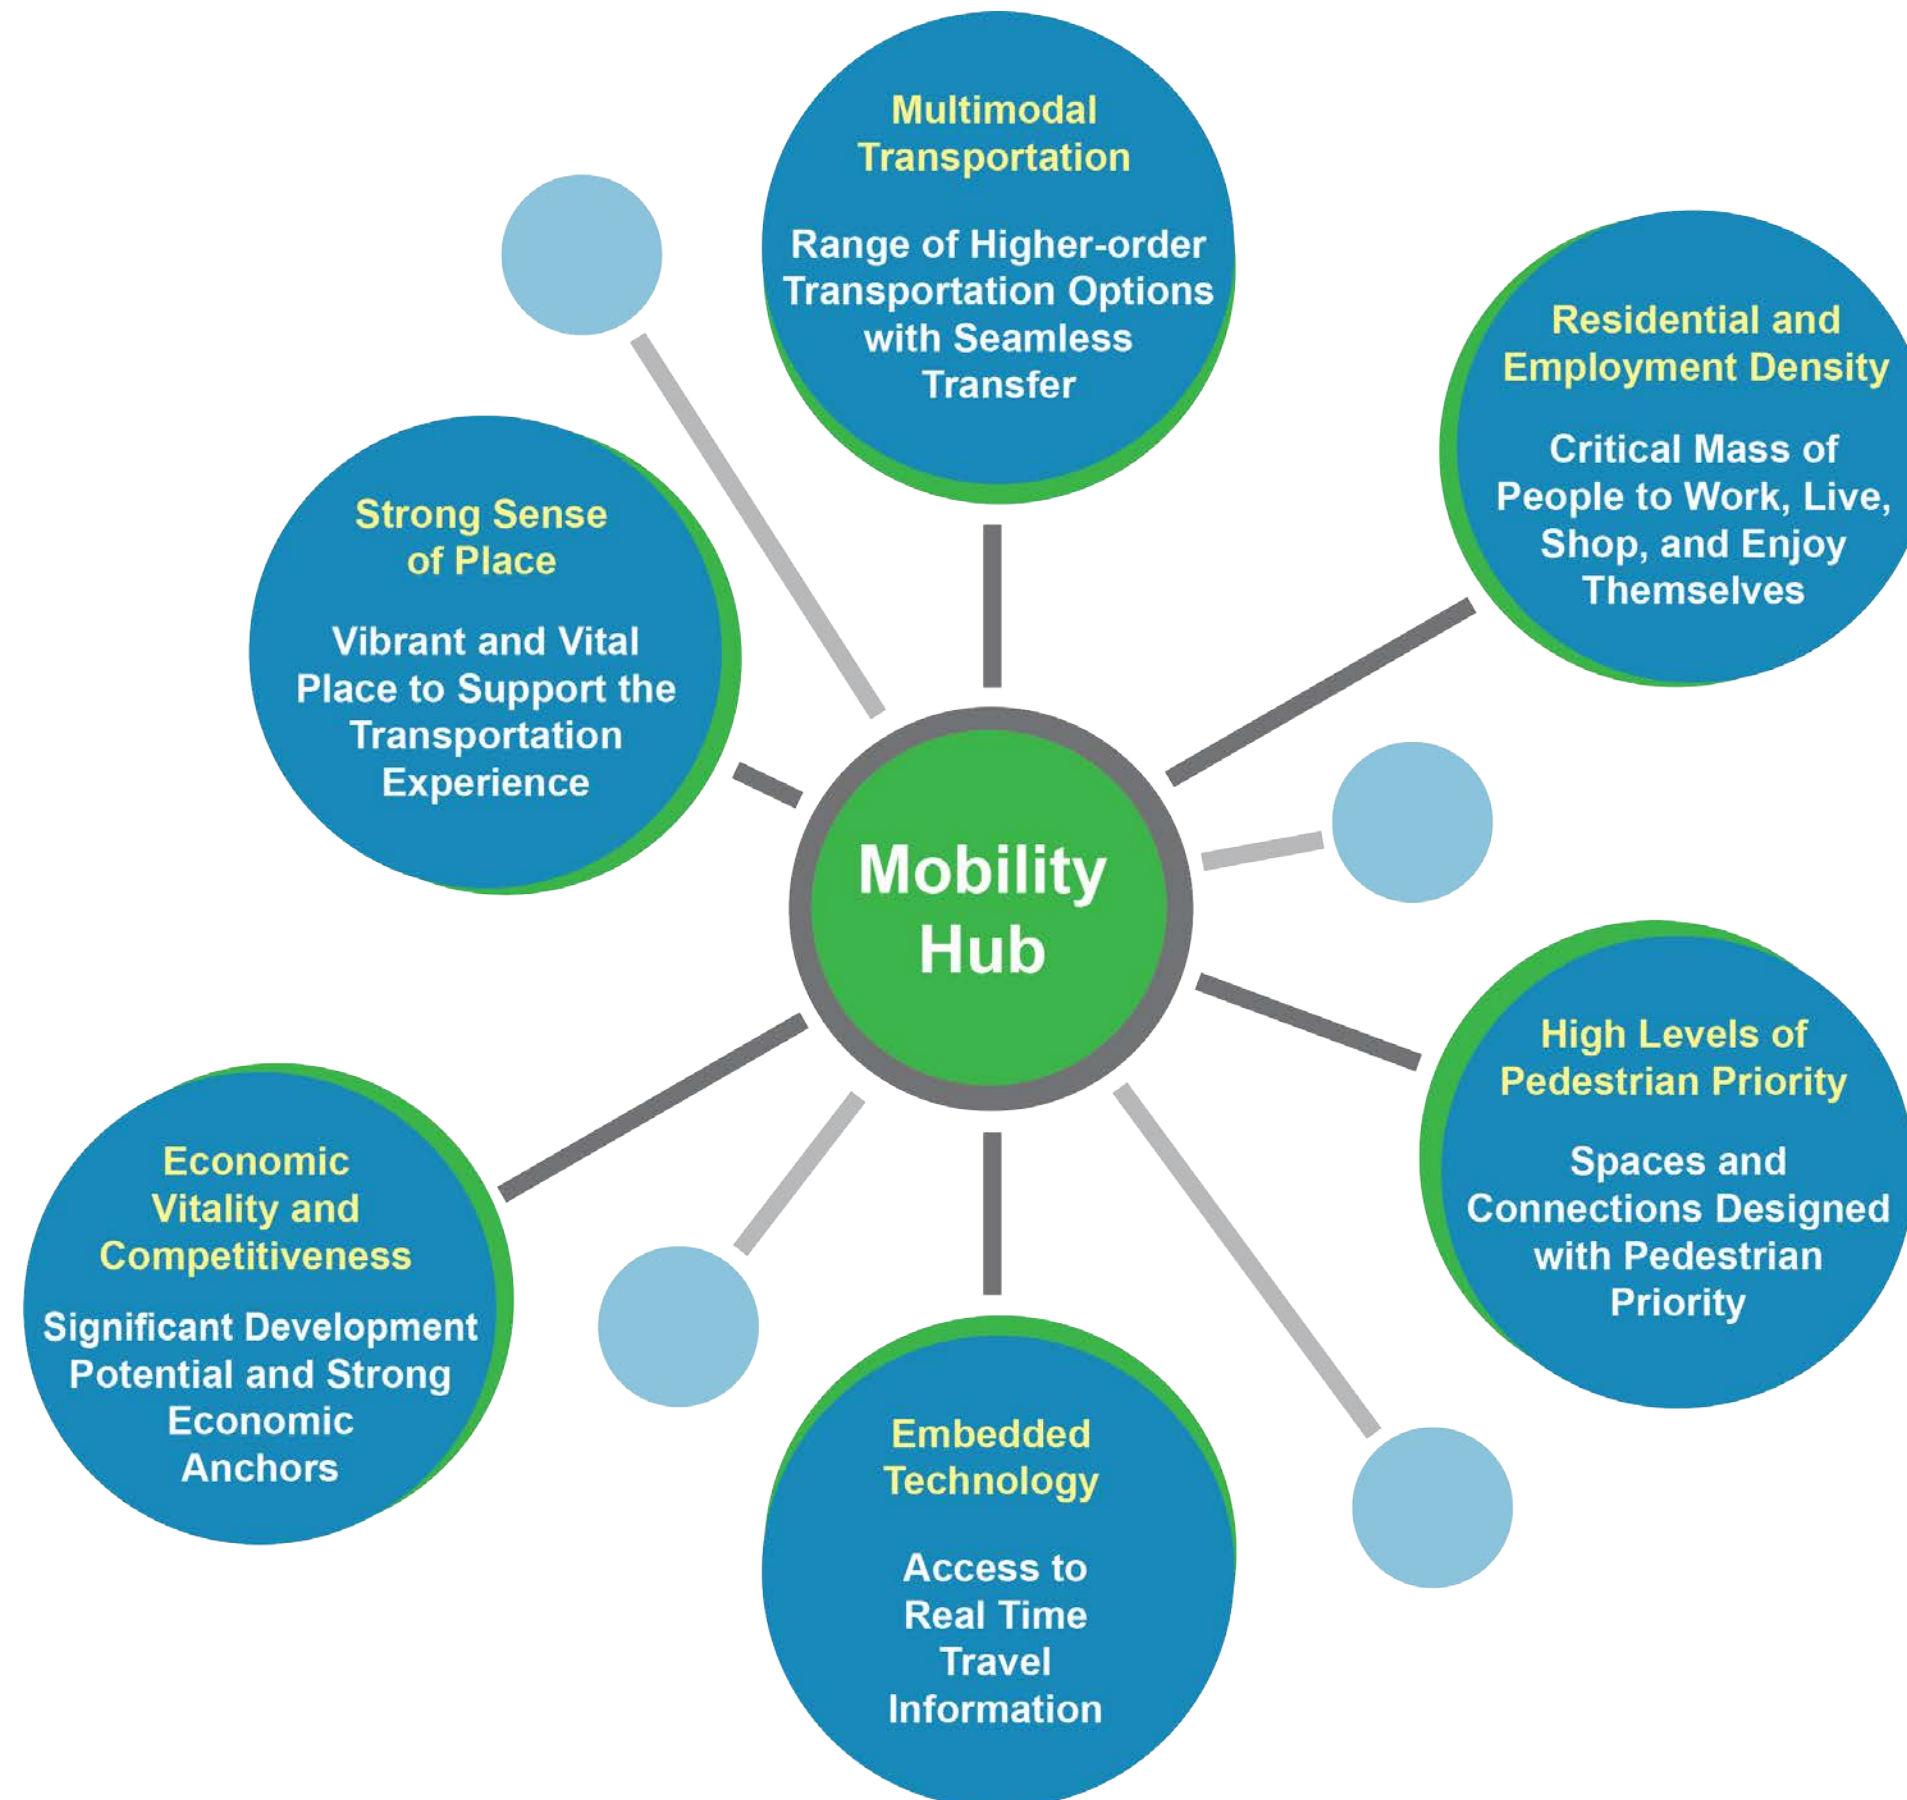 Multimodal
Transportation
Range of Higher-order
Transportation Options
with Seamless
Transfer
Residential and
Employment Density
Critical Mass of
People to Work, Live,
Shop, and Enjoy
Themselves
Strong Sense
of Place
Vibrant and Vital
Place to Support the
Transportation
Experience
Mobility
Hub
High Levels of
Pedestrian Priority
Spaces and
Connections Designed
with Pedestrian
Priority
Economic
Vitality and
Competitiveness
Significant Development
Potential and Strong
Economic
Anchors
Embedded
Technology
Access to
Real Time
Travel
Information